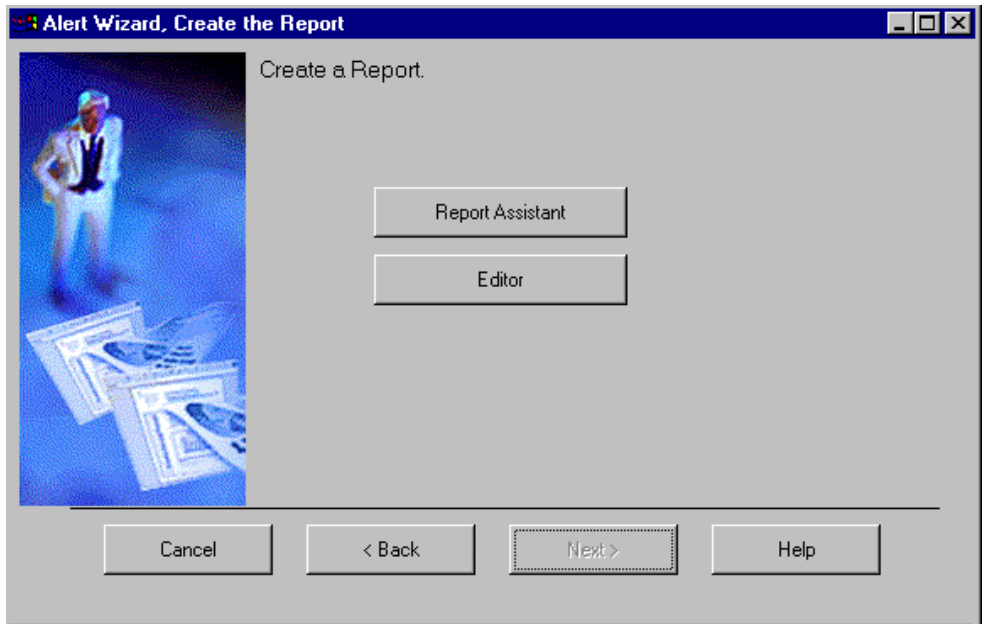 Alert Wizard, Create the Report
Create a Report.
Report Assistant
Editor
Cancel
< Back
Next >
Help